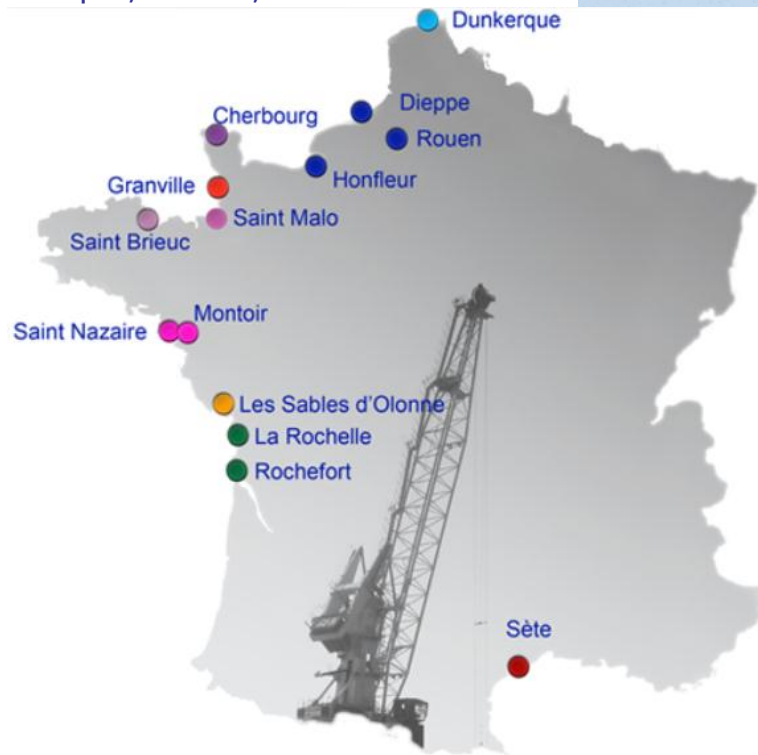 Dunkerque
Dieppe
Cherbourg
Rouen
Honfleur
Granville
Saint Malo
Saint Brieuc
Montoir
Saint Nazaire
Les Sables d'Olonne
La Rochelle
Rochefort
Sète